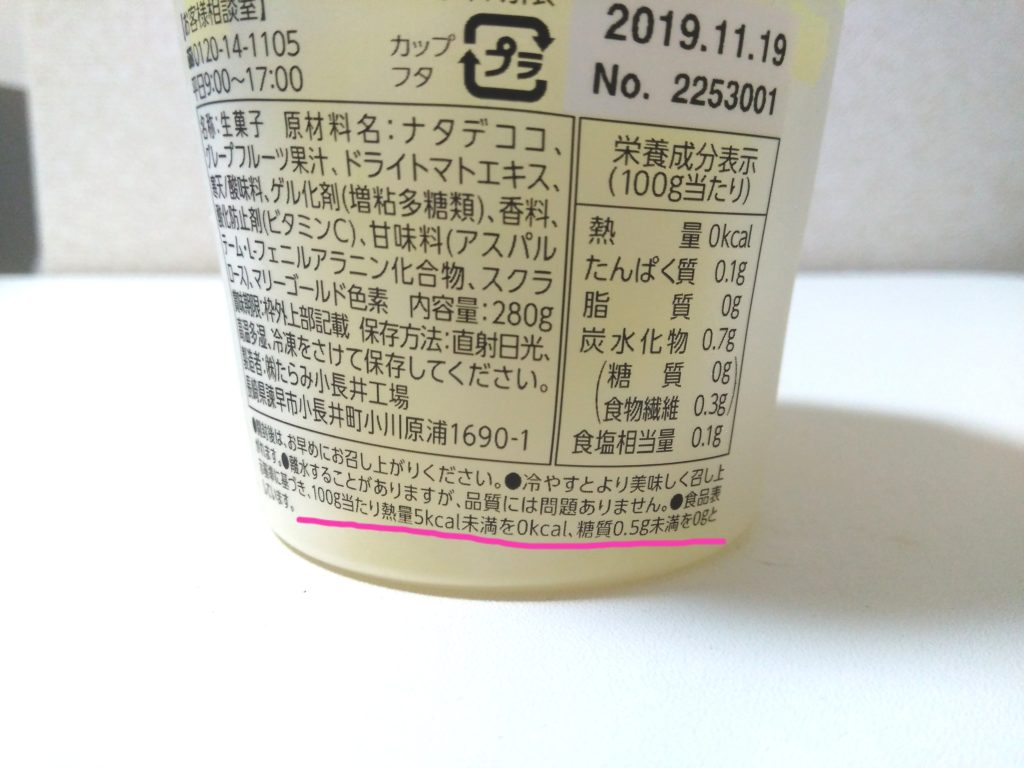 お客様相談室】
0120-14-1105
平日9:00～17:00
カップ
フタ
プラ
2019.11.19
No. 2253001
名称:生菓子 原材料名:ナタデココ、
グレープフルーツ果汁、ドライトマトエキス、
寒天/酸味料、ゲル化剤(増粘多糖類)、香料、
酸化防止剤(ビタミンC)、甘味料(アスパル
テーム・L-フェニルアラニン化合物、スクラ
ロース)、マリーゴールド色素 内容量:280g
賞味期限:枠外上部記載 保存方法:直射日光、
高温多湿、冷凍をさけて保存してください。
製造者:㈱たらみ小長井工場
長崎県諫早市小長井町小川原浦1690-1
栄養成分表示
(100g当たり)
熱量 0kcal
たんぱく質 0.1g
脂質 0g
炭水化物 0.7g
(糖質 0g
食物繊維 0.3g)
食塩相当量 0.1g
●開封後は、お早めにお召し上がりください。●冷やすとより美味しく召し上
がれます。●離水することがありますが、品質には問題ありません。●食品表
示基準に基づき、100g当たり熱量5kcal未満を0kcal、糖質0.5g未満を0gと
しています。